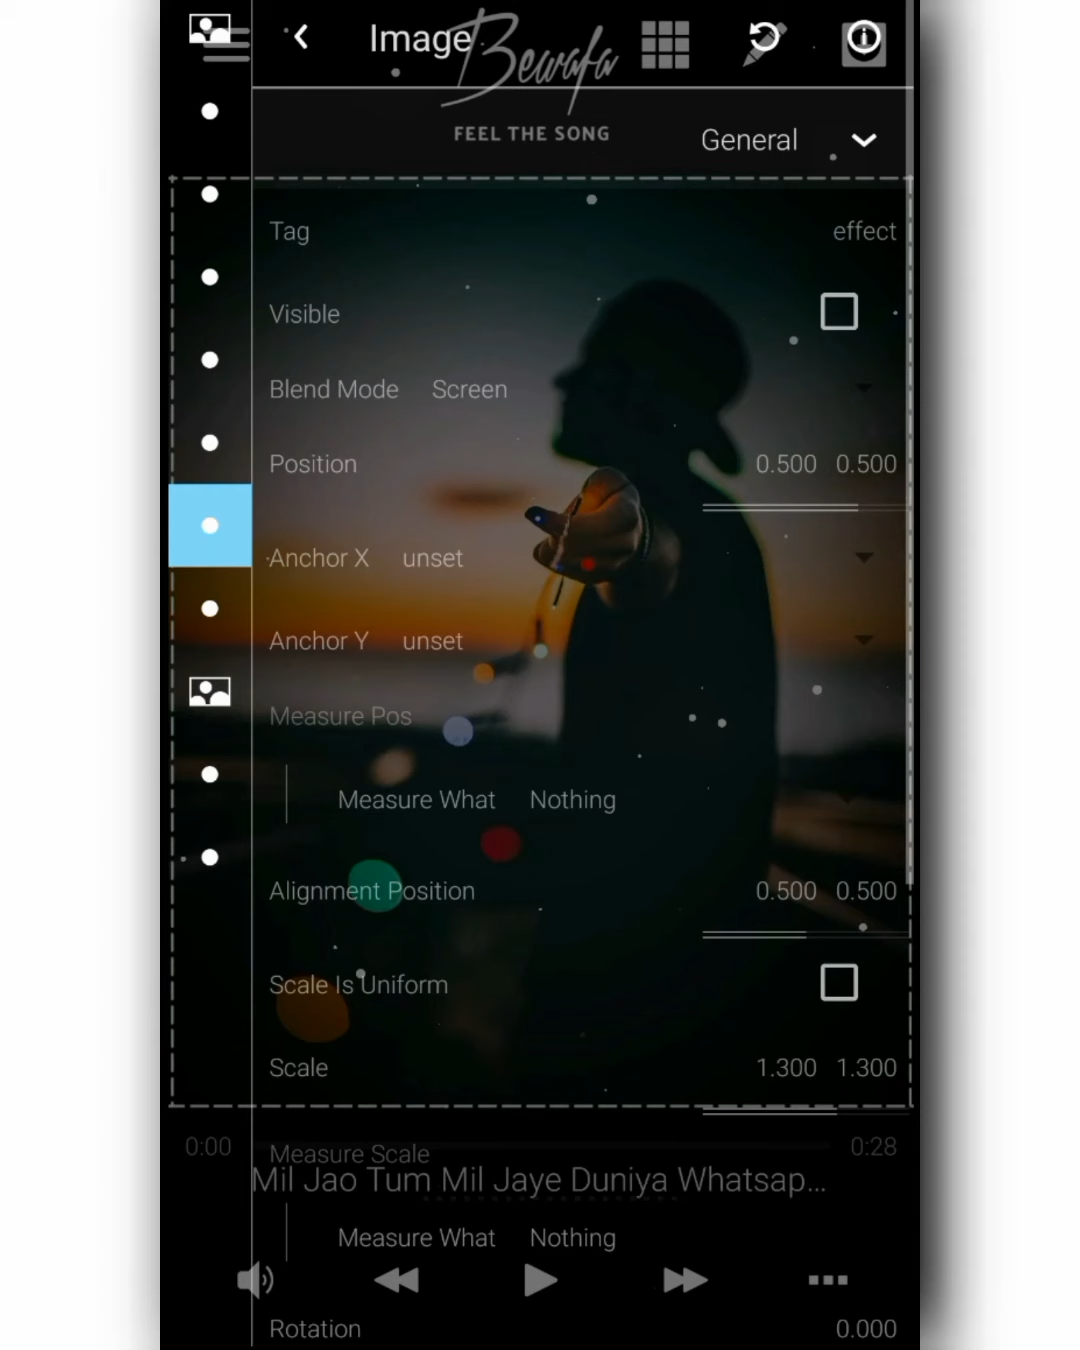 Image
Bewafa
FEEL THE SONG
General
Tag effect
Visible
Blend Mode Screen
Position 0.500 0.500
Anchor X unset
Anchor Y unset
Measure Pos
Measure What Nothing
Alignment Position 0.500 0.500
Scale Is Uniform
Scale 1.300 1.300
0:00 0:28
Measure Scale
Mil Jao Tum Mil Jaye Duniya Whatsap...
Measure What Nothing
Rotation 0.000